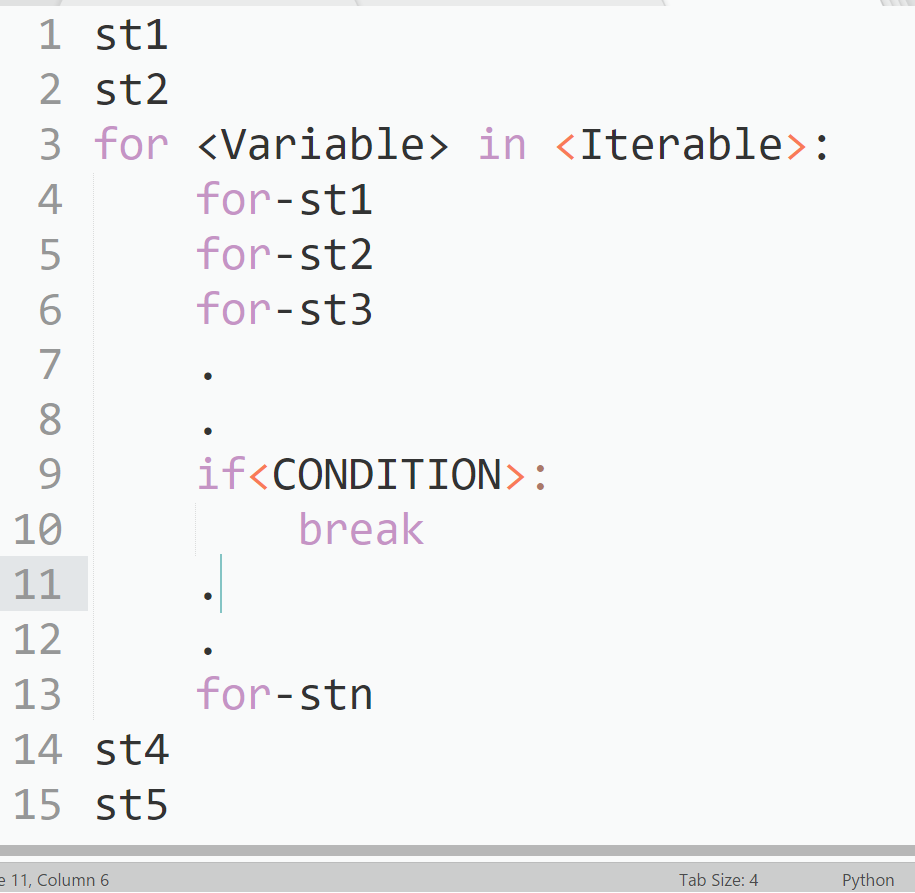 1 st1
2 st2
3 for <Variable> in <Iterable>:
4 for-st1
5 for-st2
6 for-st3
7 .
8 .
9 if<CONDITION>:
10 break
11 .
12 .
13 for-stn
14 st4
15 st5
e 11, Column 6 Tab Size: 4 Python